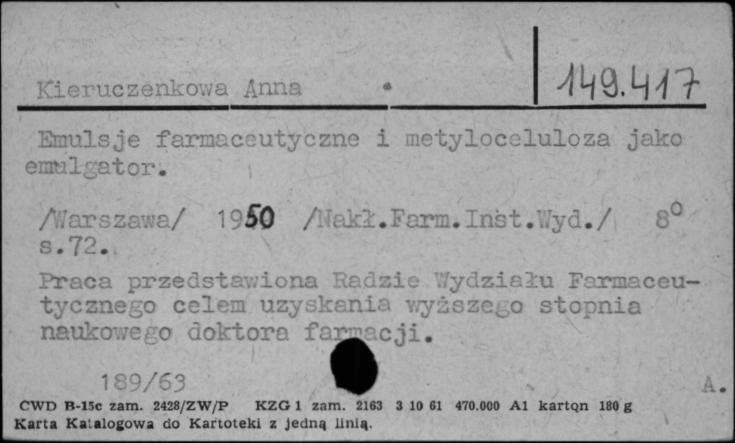 149.417
Kieruczenkowa Anna
Emulsje farmaceutyczne i metyloceluloza jako
emulgator.
/Warszawa/ 1950 /Nakł.Farm.Inst.Wyd./ 8°
s.72.
Praca przedstawiona Radzie Wydziału Farmaceu-
tycznego celem uzyskania wyższego stopnia
naukowego doktora farmacji.
189/63
A.
CWD B-15c zam. 2428/ZW/P KZG 1 zam. 2163 3 10 61 470.000 A1 karton 180 g
Karta Katalogowa do Kartoteki z jedną linią.